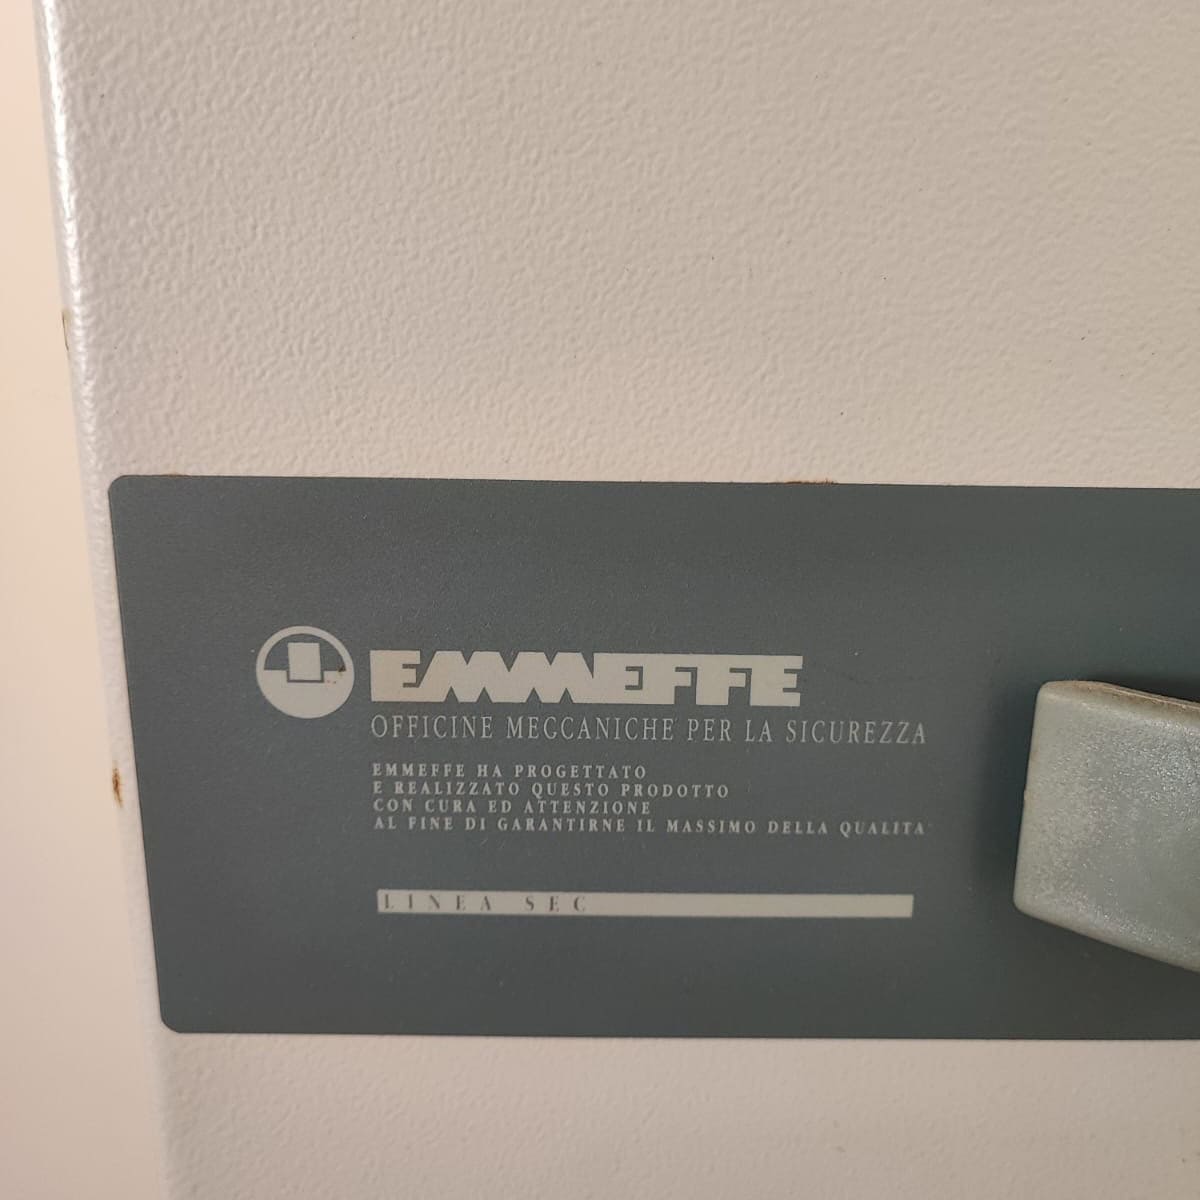 EMMEFFE
OFFICINE MECCANICHE PER LA SICUREZZA
EMMEFFE HA PROGETTATO
E REALIZZATO QUESTO PRODOTTO
CON CURA ED ATTENZIONE
AL FINE DI GARANTIRNE IL MASSIMO DELLA QUALITA'
LINEA SEC